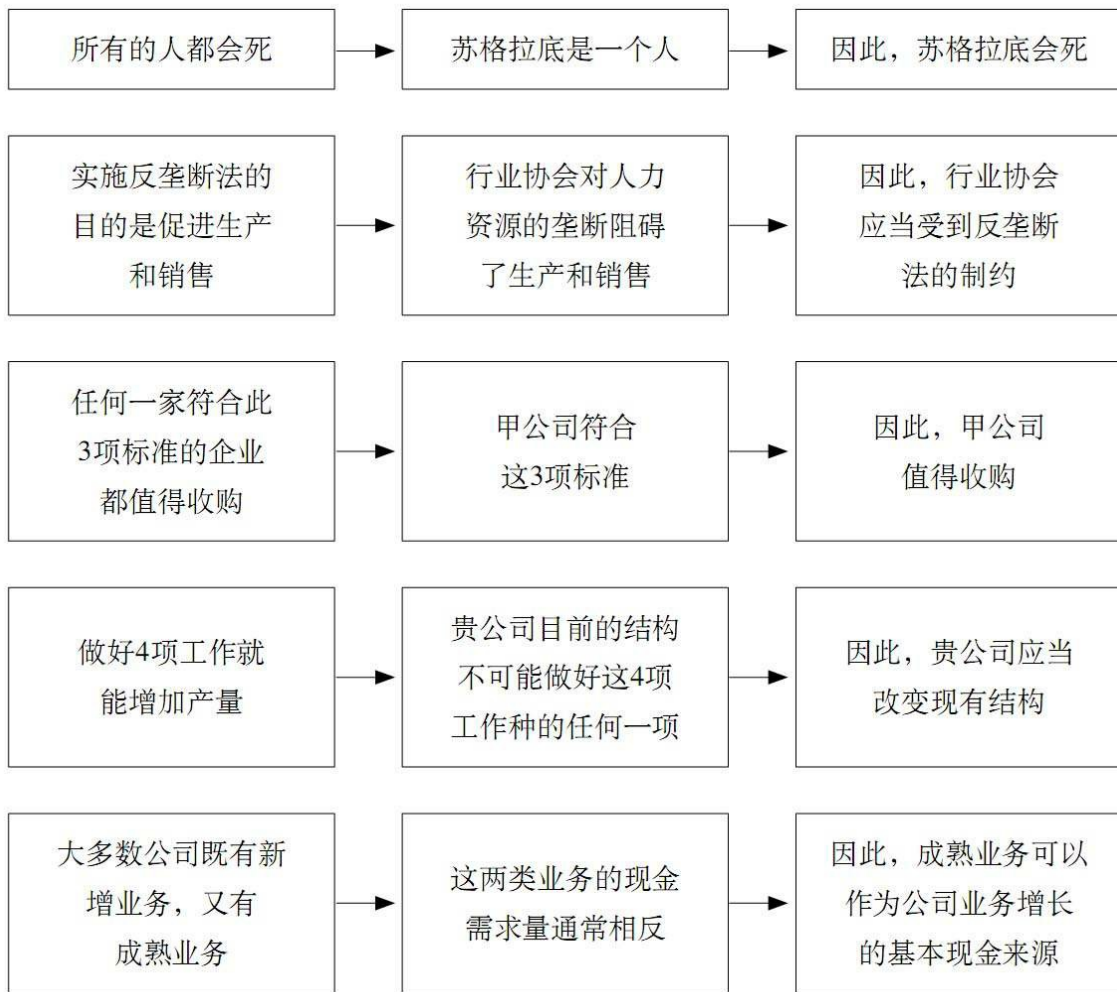 所有的人都会死
苏格拉底是一个人
因此，苏格拉底会死
实施反垄断法的
目的是促进生产
和销售
行业协会对人力
资源的垄断阻碍
了生产和销售
因此，行业协会
应当受到反垄断
法的制约
任何一家符合此
3项标准的企业
都值得收购
甲公司符合
这3项标准
因此，甲公司
值得收购
做好4项工作就
能增加产量
贵公司目前的结构
不可能做好这4项
工作种的任何一项
因此，贵公司应当
改变现有结构
大多数公司既有新
增业务，又有
成熟业务
这两类业务的现金
需求量通常相反
因此，成熟业务可以
作为公司业务增长
的基本现金来源